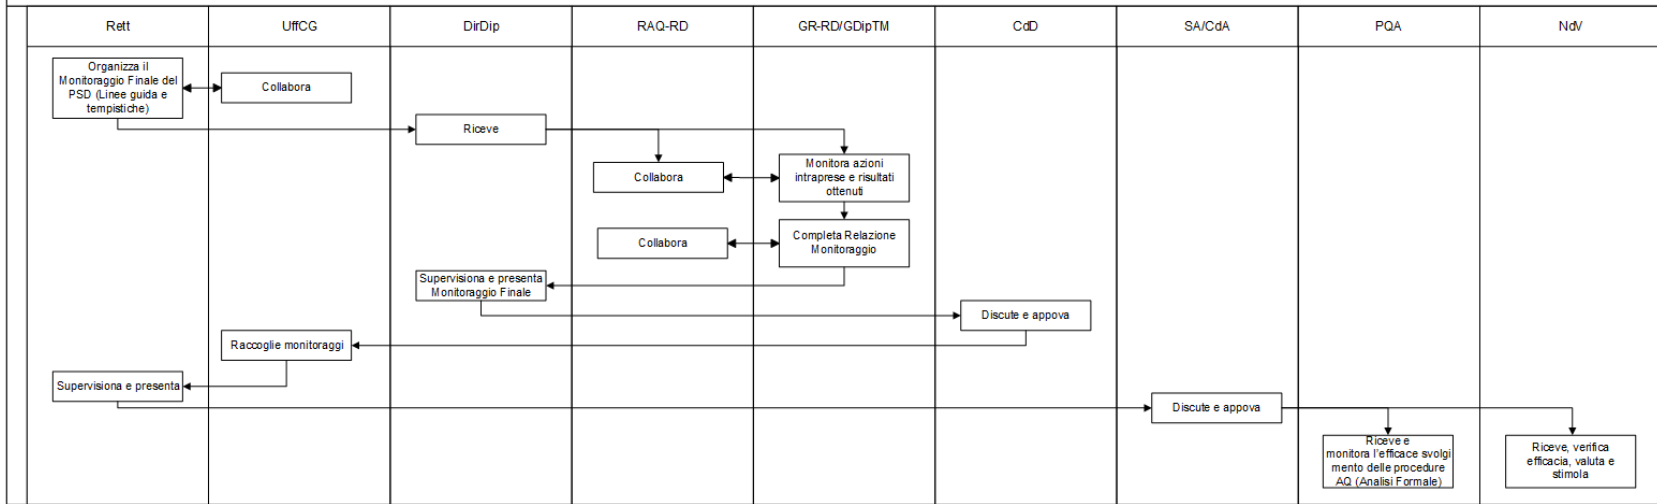 Rett
UffCG
DirDip
RAQ-RD
GR-RD/GDipTM
CdD
SA/CdA
PQA
NdV
Organizza il
Monitoraggio Finale del
PSD (Linee guida e
tempistiche)
Collabora
Riceve
Collabora
Monitora azioni
intraprese e risultati
ottenuti
Collabora
Completa Relazione
Monitoraggio
Supervisiona e presenta
Monitoraggio Finale
Discute e appova
Raccoglie monitoraggi
Supervisiona e presenta
Discute e appova
Riceve e
monitora l'efficace svolgi
mento delle procedure
AQ (Analisi Formale)
Riceve, verifica
efficacia, valuta e
stimola